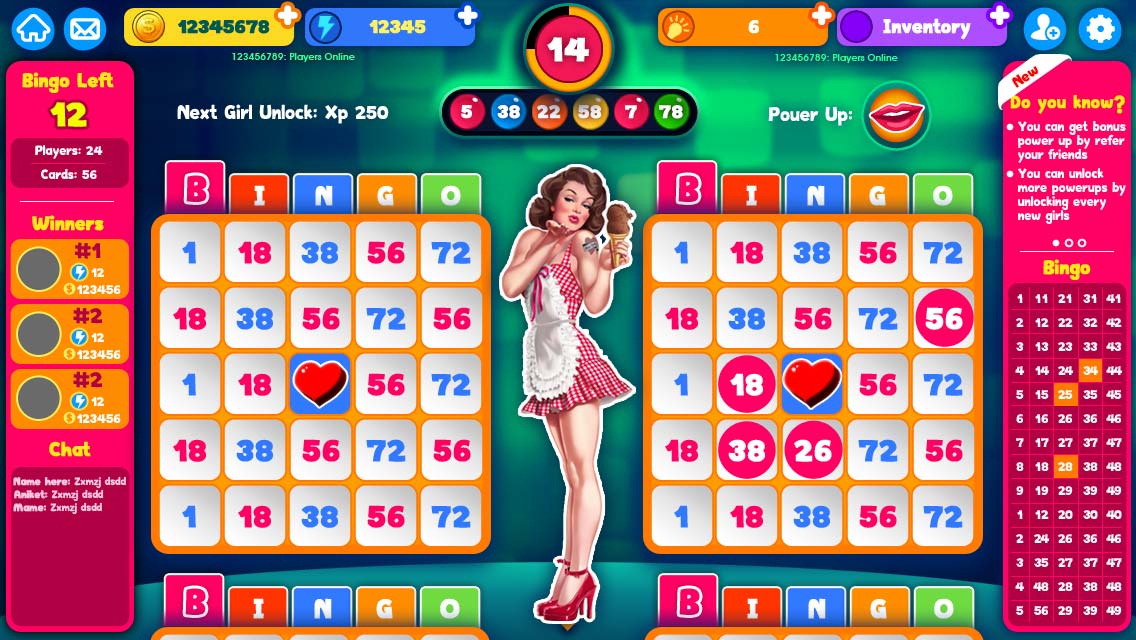 12345678
12345
14
6
Inventory
123456789: Players Online
123456789: Players Online
Bingo Left
12
Players: 24
Cards: 56
Winners
#1
12
123456
#2
12
123456
#2
12
123456
Chat
Name here: Zxmzj dsdd
Aniket: Zxmzj dsdd
Mame: Zxmzj dsdd
Next Girl Unlock: Xp 250
5 38 22 58 7 78
Pouer Up:
B I N G O
1 18 38 56 72
18 38 56 72 56
1 18 56 72
18 38 56 72 56
1 18 38 56 72
B I N G O
1 18 38 56 72
18 38 56 72 56
1 18 56 72
18 38 26 72 56
1 18 38 56 72
B I N G O
B I N G O
New
Do you know?
You can get bonus
power up by refer
your friends
You can unlock
more powerups by
unlocking every
new girls
Bingo
1 11 21 31 41
2 12 22 32 42
3 13 23 33 43
4 14 24 34 44
5 15 25 35 45
6 16 26 36 46
7 17 27 37 47
8 18 28 38 48
9 19 29 39 49
1 12 20 30 40
2 24 26 36 46
3 35 27 37 47
4 48 28 38 48
5 56 29 39 49